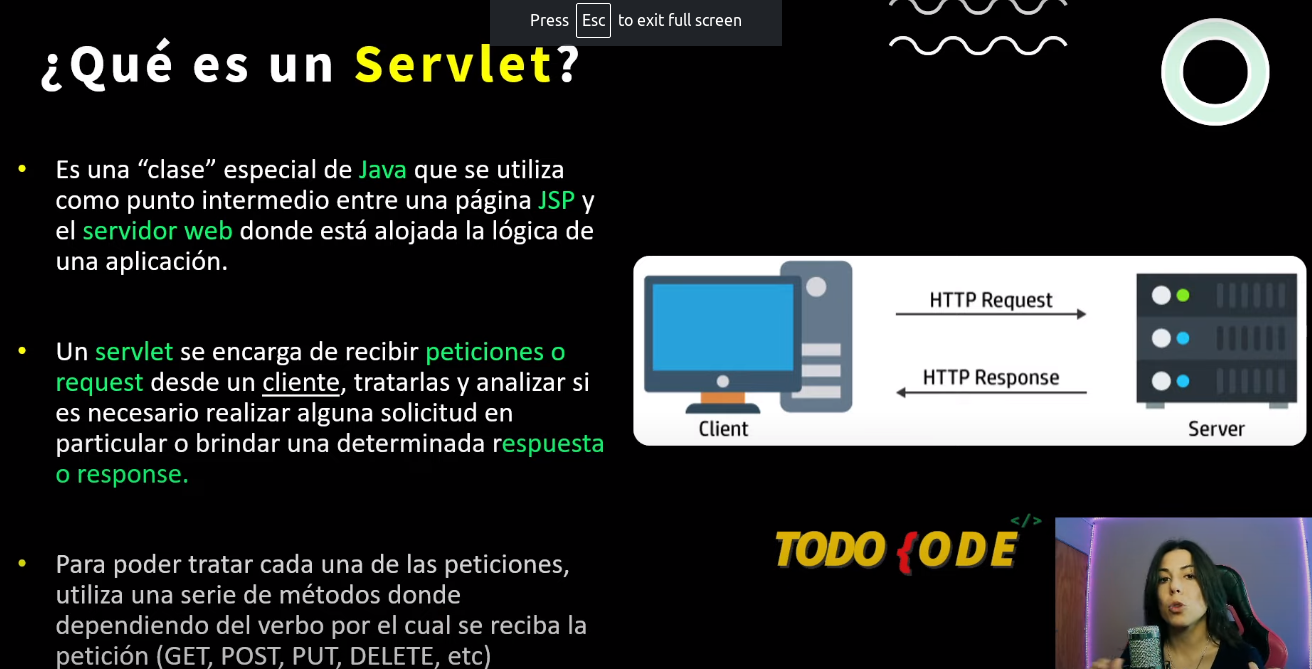 Press Esc to exit full screen
¿Qué es un Servlet?
Es una “clase” especial de Java que se utiliza
como punto intermedio entre una página JSP y
el servidor web donde está alojada la lógica de
una aplicación.
Un servlet se encarga de recibir peticiones o
request desde un cliente, tratarlas y analizar si
es necesario realizar alguna solicitud en
particular o brindar una determinada respuesta
o response.
Para poder tratar cada una de las peticiones,
utiliza una serie de métodos donde
dependiendo del verbo por el cual se reciba la
petición (GET, POST, PUT, DELETE, etc)
HTTP Request
HTTP Response
Client
Server
</>
TODO {ODE